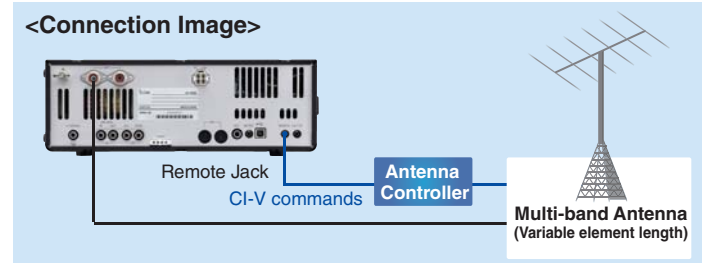 <Connection Image>
Remote Jack
CI-V commands
Antenna
Controller
Multi-band Antenna
(Variable element length)